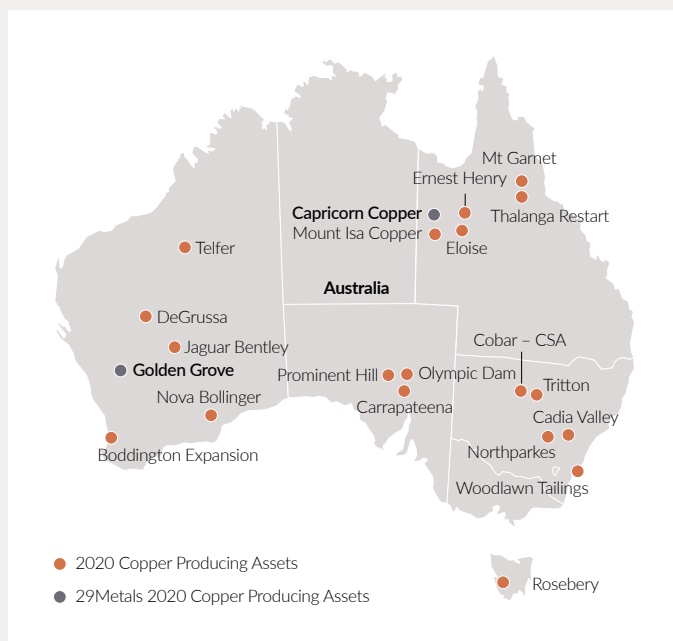 Mt Garnet
Ernest Henry
Capricorn Copper
Thalanga Restart
Mount Isa Copper
Eloise
Telfer
Australia
DeGrussa
Cobar – CSA
Jaguar Bentley
Golden Grove
Prominent Hill
Olympic Dam
Tritton
Nova Bollinger
Carrapateena
Cadia Valley
Boddington Expansion
Northparkes
Woodlawn Tailings
2020 Copper Producing Assets
Rosebery
29Metals 2020 Copper Producing Assets